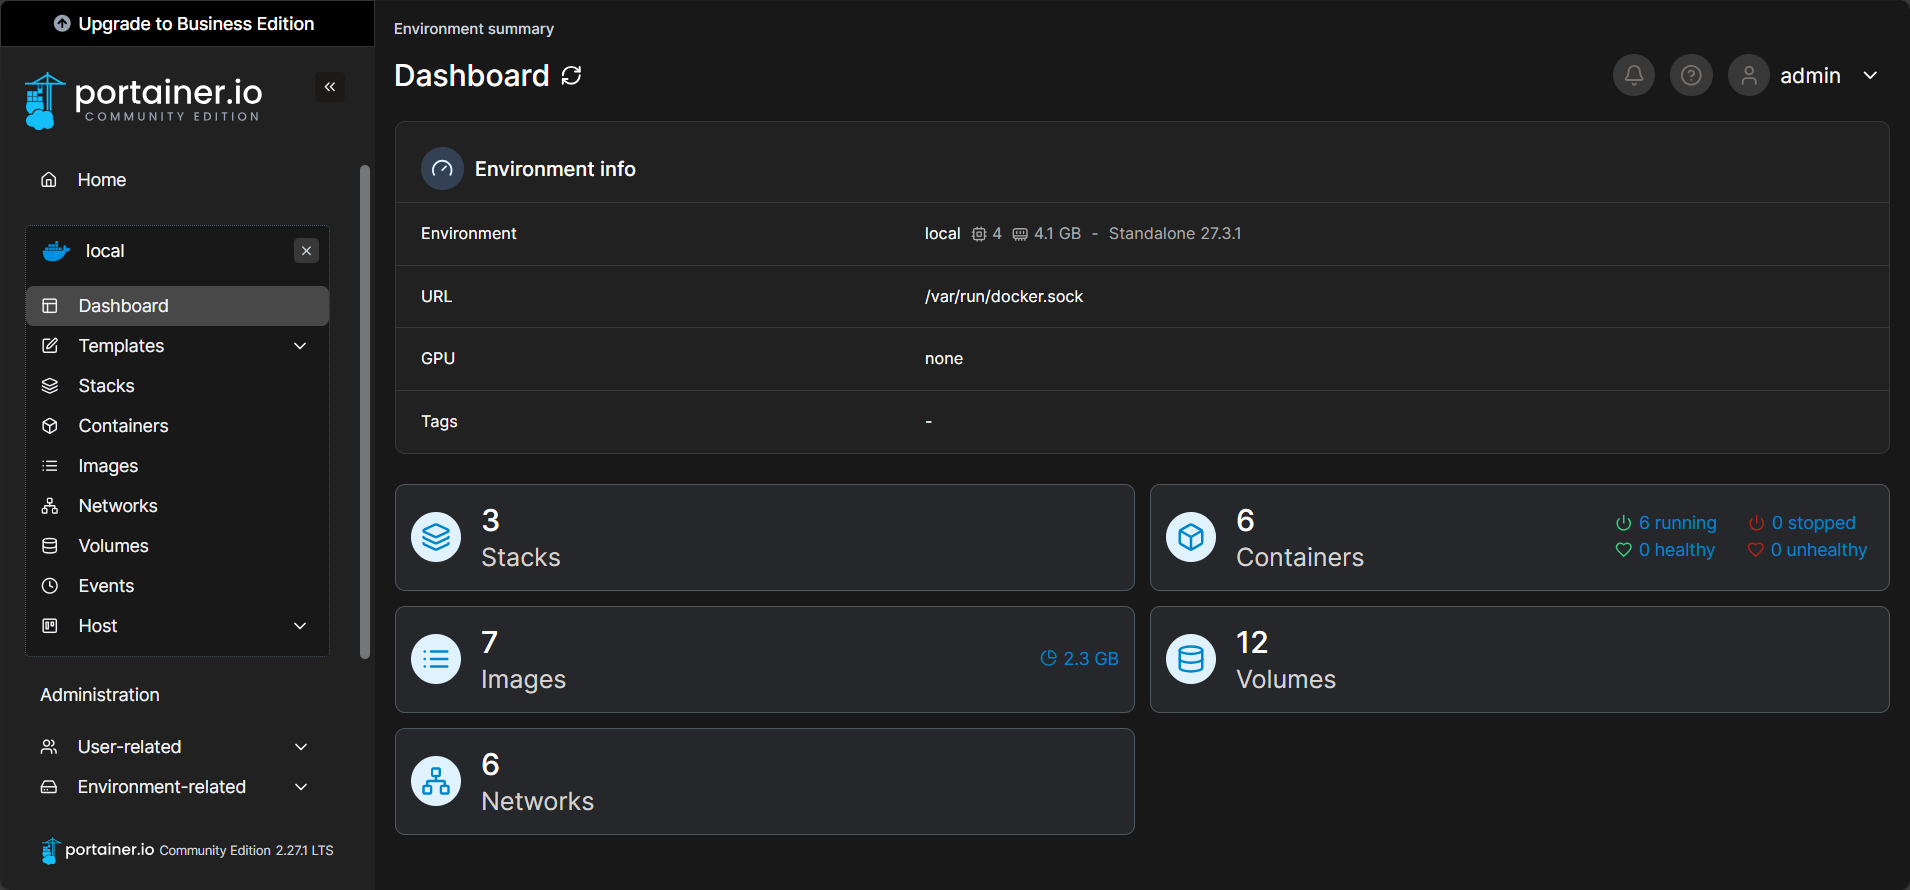 Upgrade to Business Edition
portainer.io
COMMUNITY EDITION
Home
local
Dashboard
Templates
Stacks
Containers
Images
Networks
Volumes
Events
Host
Administration
User-related
Environment-related
portainer.io Community Edition 2.27.1 LTS
Environment summary
Dashboard
admin
Environment info
Environment local 4 4.1 GB - Standalone 27.3.1
URL /var/run/docker.sock
GPU none
Tags -
3
Stacks
6
Containers
6 running 0 stopped
0 healthy 0 unhealthy
7
Images
2.3 GB
12
Volumes
6
Networks